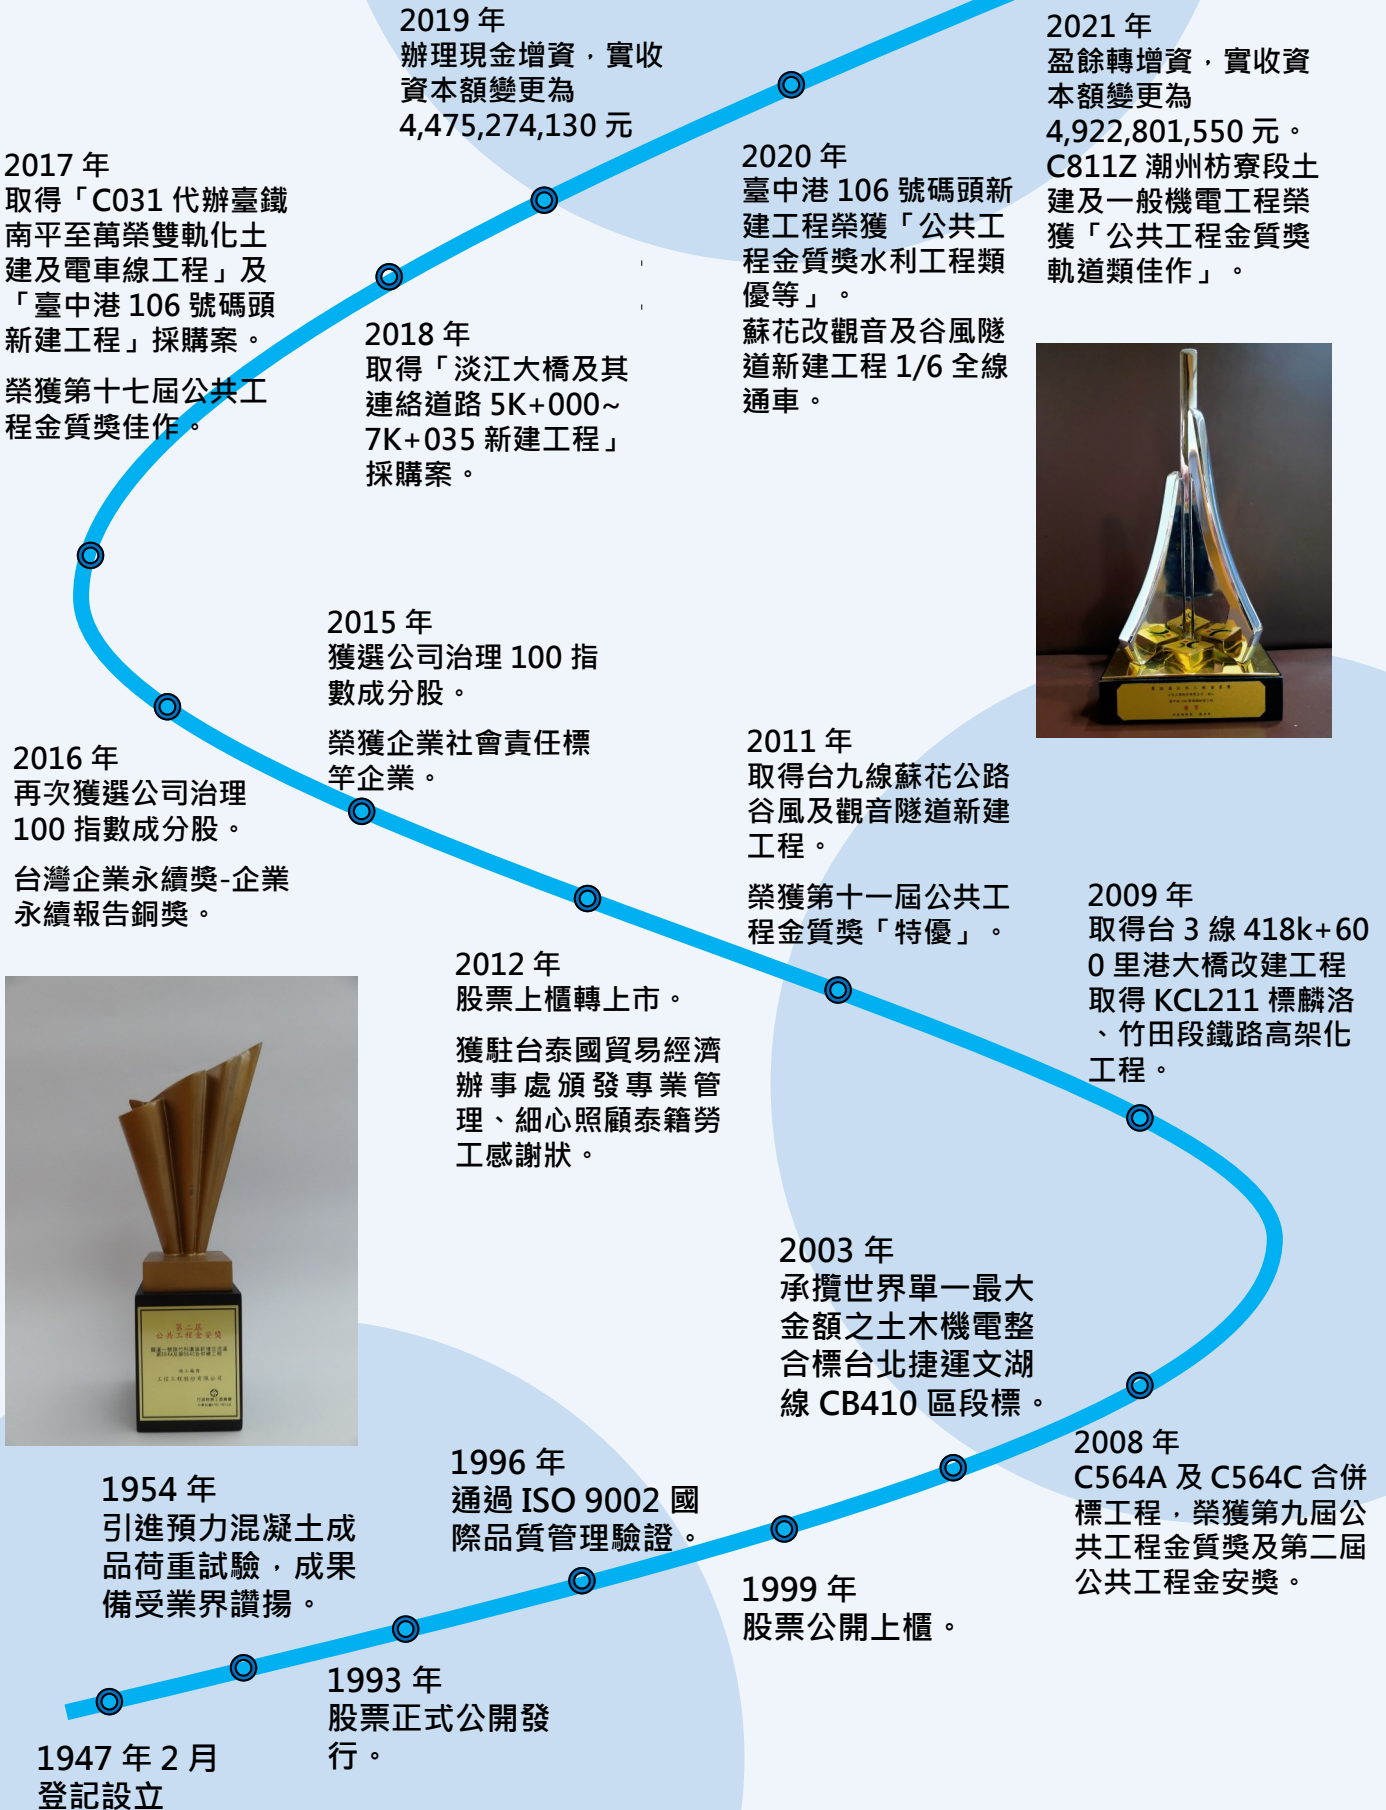 2019 年
辦理現金增資，實收
資本額變更為
4,475,274,130 元
2021 年
盈餘轉增資，實收資
本額變更為
4,922,801,550 元。
C811Z 潮州枋寮段土
建及一般機電工程榮
獲「公共工程金質獎
軌道類佳作」。
2017 年
取得「C031 代辦臺鐵
南平至萬榮雙軌化土
建及電車線工程」及
「臺中港 106 號碼頭
新建工程」採購案。
榮獲第十七屆公共工
程金質獎佳作。
2020 年
臺中港 106 號碼頭新
建工程榮獲「公共工
程金質獎水利工程類
優等」。
蘇花改觀音及谷風隧
道新建工程 1/6 全線
通車。
2018 年
取得「淡江大橋及其
連絡道路 5K+000~
7K+035 新建工程」
採購案。
2015 年
獲選公司治理 100 指
數成分股。
榮獲企業社會責任標
竿企業。
2016 年
再次獲選公司治理
100 指數成分股。
台灣企業永續獎-企業
永續報告銅獎。
2011 年
取得台九線蘇花公路
谷風及觀音隧道新建
工程。
榮獲第十一屆公共工
程金質獎「特優」。
2009 年
取得台 3 線 418k+60
0 里港大橋改建工程
取得 KCL211 標麟洛
、竹田段鐵路高架化
工程。
2012 年
股票上櫃轉上市。
獲駐台泰國貿易經濟
辦事處頒發專業管
理、細心照顧泰籍勞
工感謝狀。
2003 年
承攬世界單一最大
金額之土木機電整
合標台北捷運文湖
線 CB410 區段標。
第二屆
公共工程金安獎
工信工程股份有限公司
2008 年
C564A 及 C564C 合併
標工程，榮獲第九屆公
共工程金質獎及第二屆
公共工程金安獎。
1996 年
通過 ISO 9002 國
際品質管理驗證。
1954 年
引進預力混凝土成
品荷重試驗，成果
備受業界讚揚。
1999 年
股票公開上櫃。
1993 年
股票正式公開發
行。
1947 年 2 月
登記設立